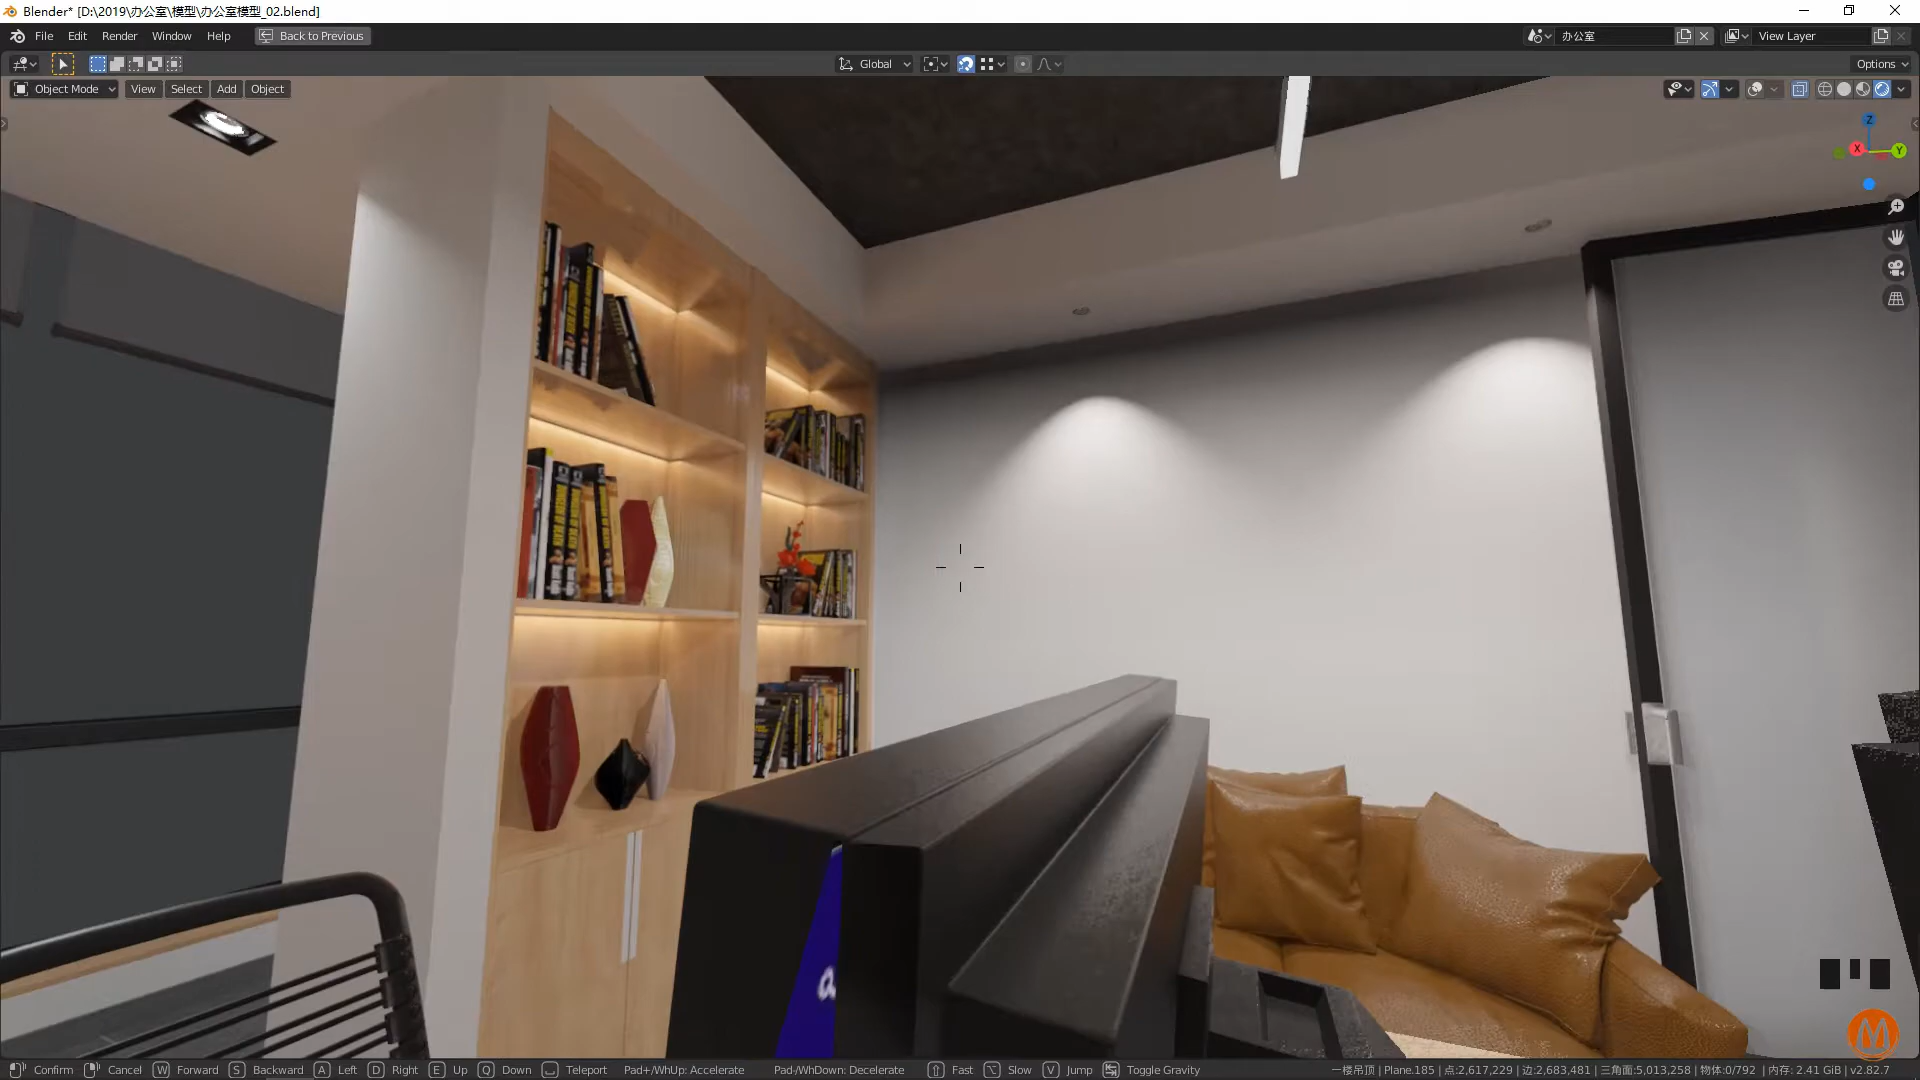 Blender* [D:\2019\办公室\模型\办公室模型_02.blend]
File Edit Render Window Help Back to Previous
办公室 View Layer
Global Options
Object Mode View Select Add Object
Z
X Y
a
Confirm Cancel W Forward S Backward A Left D Right E Up Q Down Teleport Pad+/WhUp: Accelerate Pad-/WhDown: Decelerate Fast Slow V Jump Toggle Gravity 一楼吊顶 | Plane.185 | 点:2,617,229 | 边:2,683,481 | 三角面:5,013,258 | 物体:0/792 | 内存: 2.41 GiB | v2.82.7